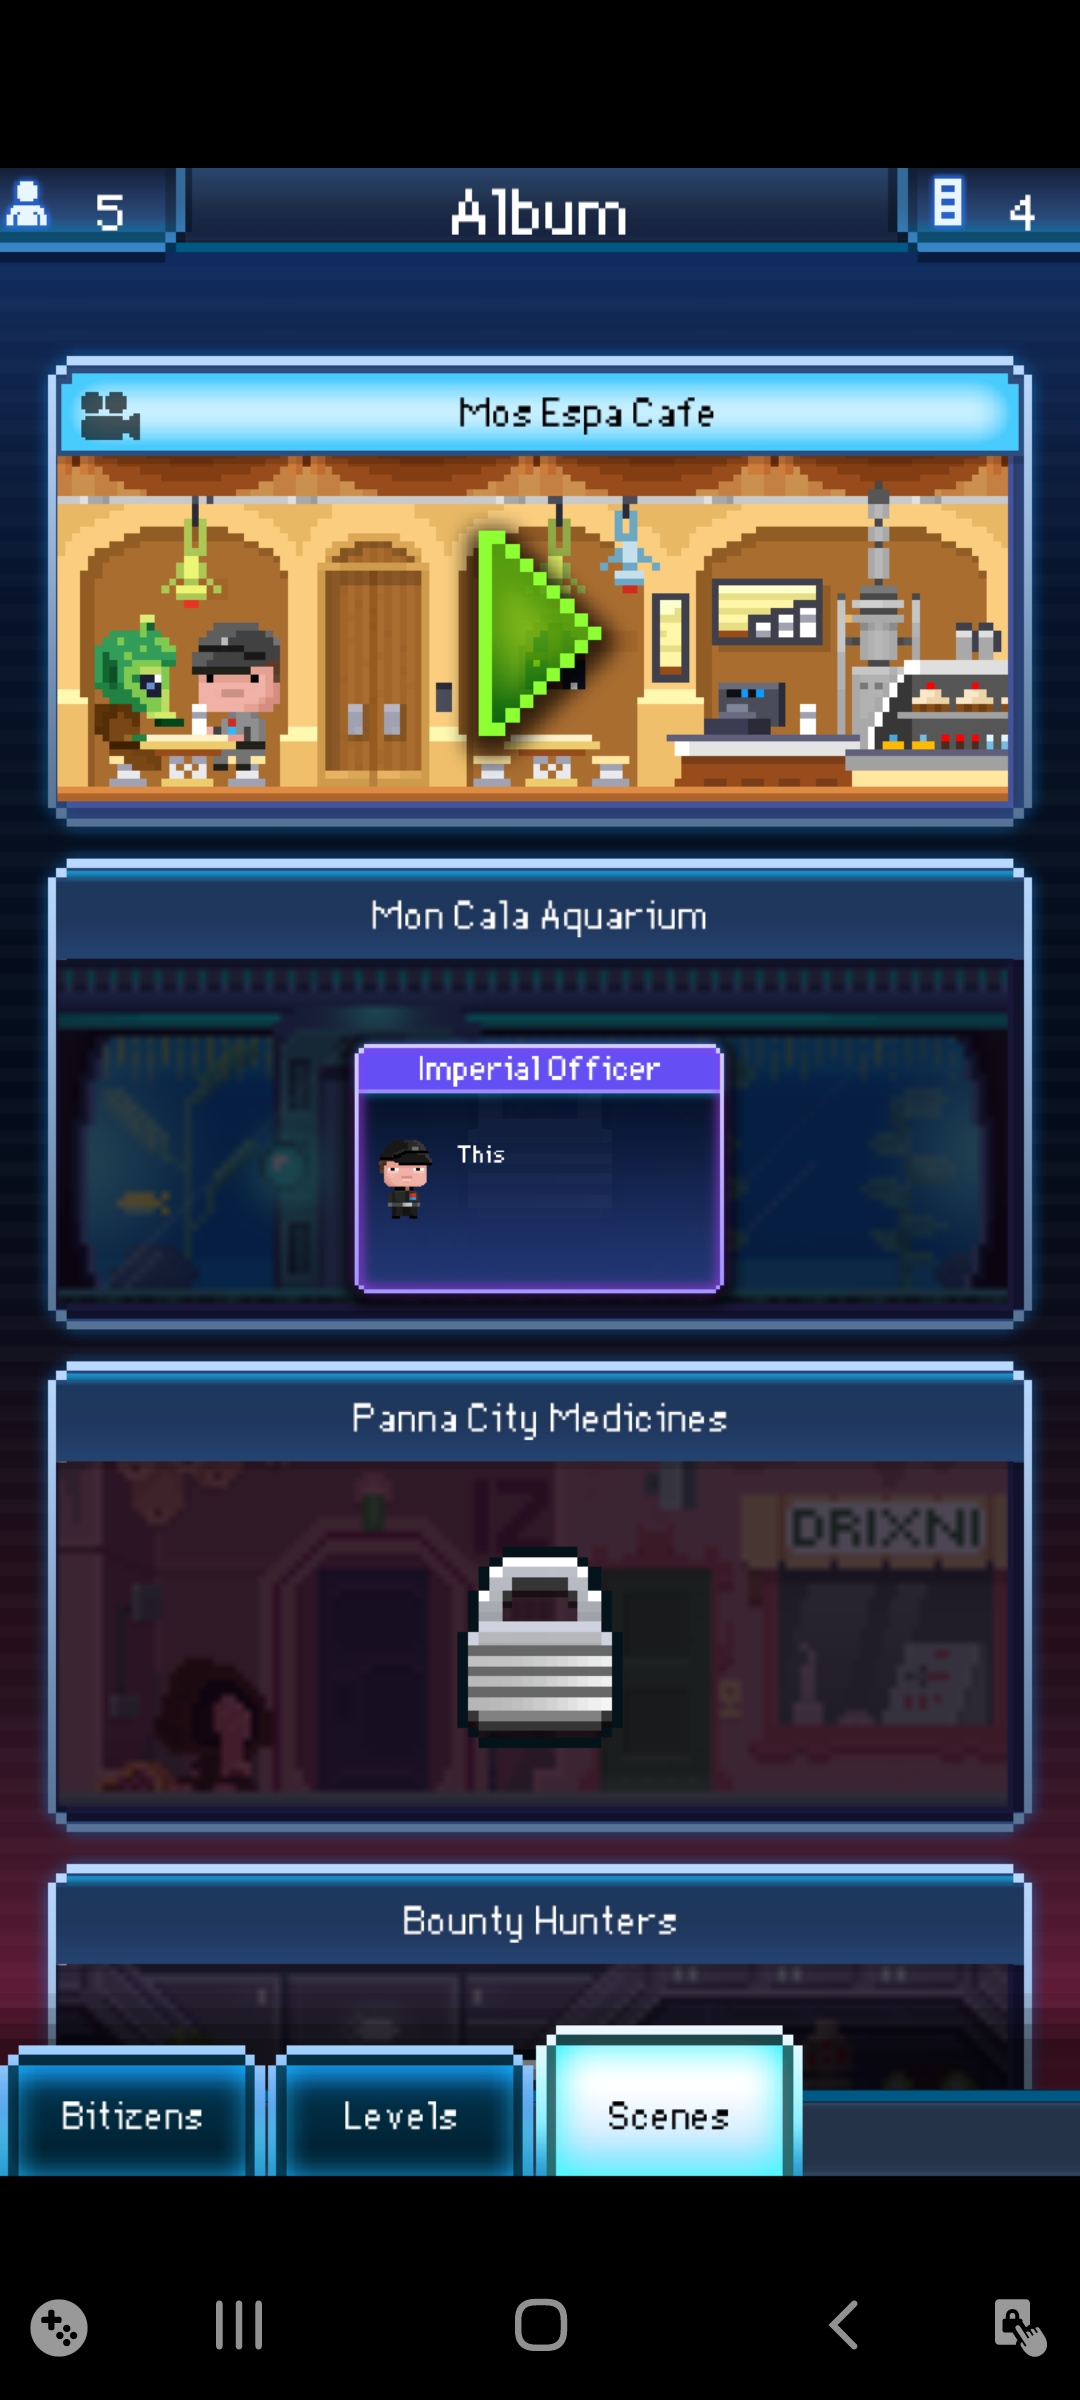 5
Album
4
Mos Espa Cafe
Mon Cala Aquarium
Imperial Officer
This
Panna City Medicines
DRIXNI
Bounty Hunters
Bitizens
Levels
Scenes